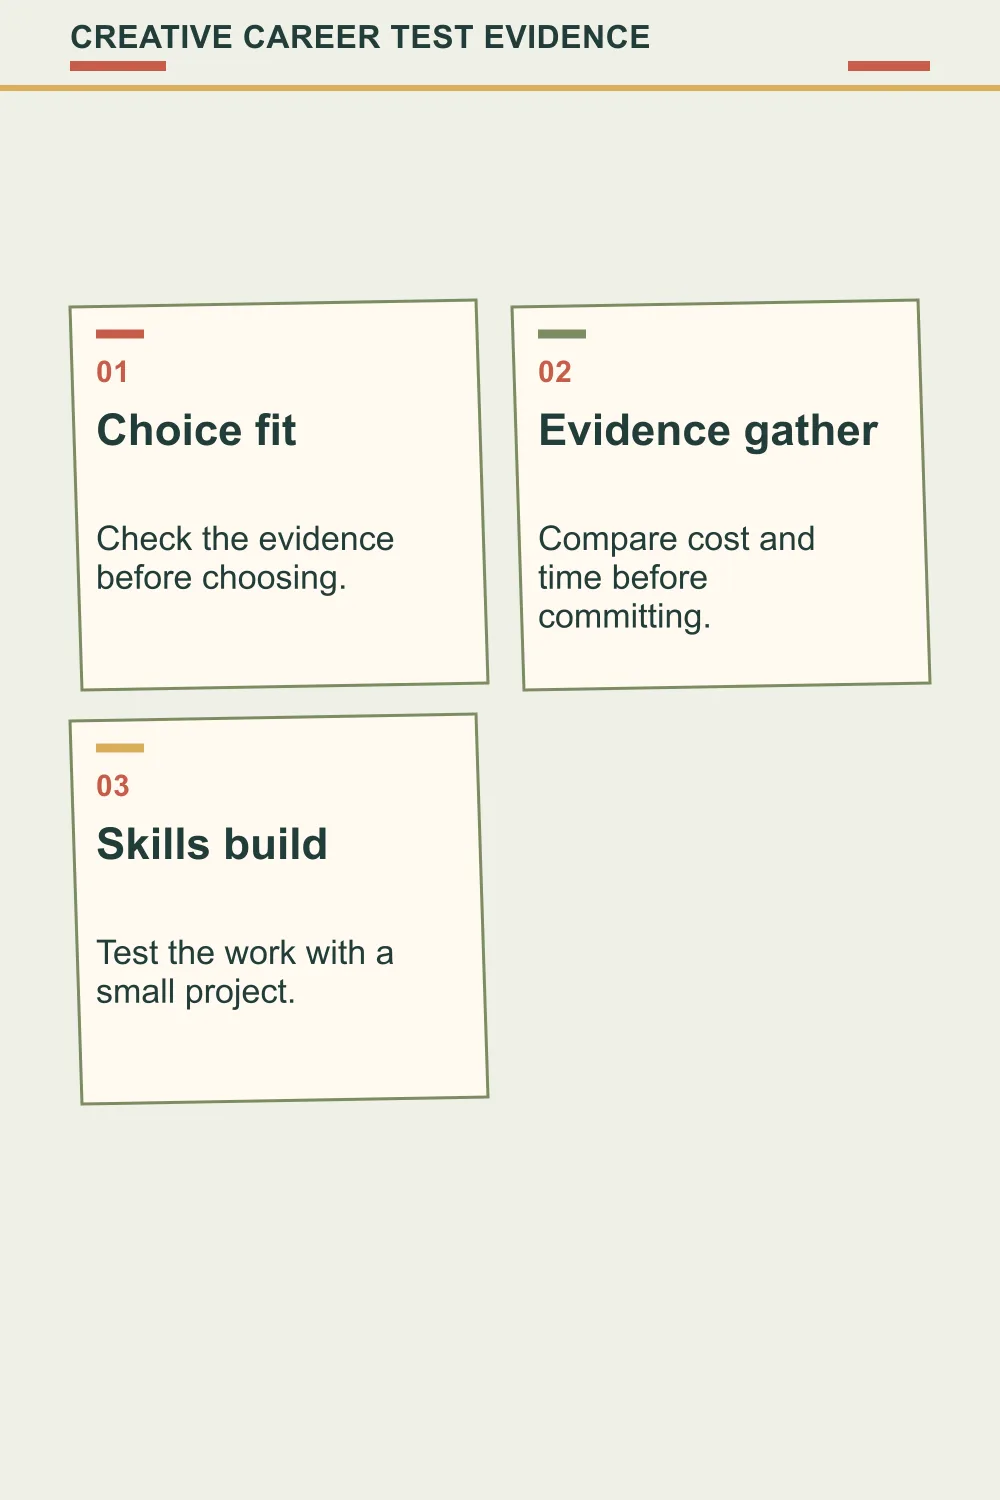 CREATIVE CAREER TEST EVIDENCE
01
Choice fit
Check the evidence
before choosing.
02
Evidence gather
Compare cost and
time before
committing.
03
Skills build
Test the work with a
small project.